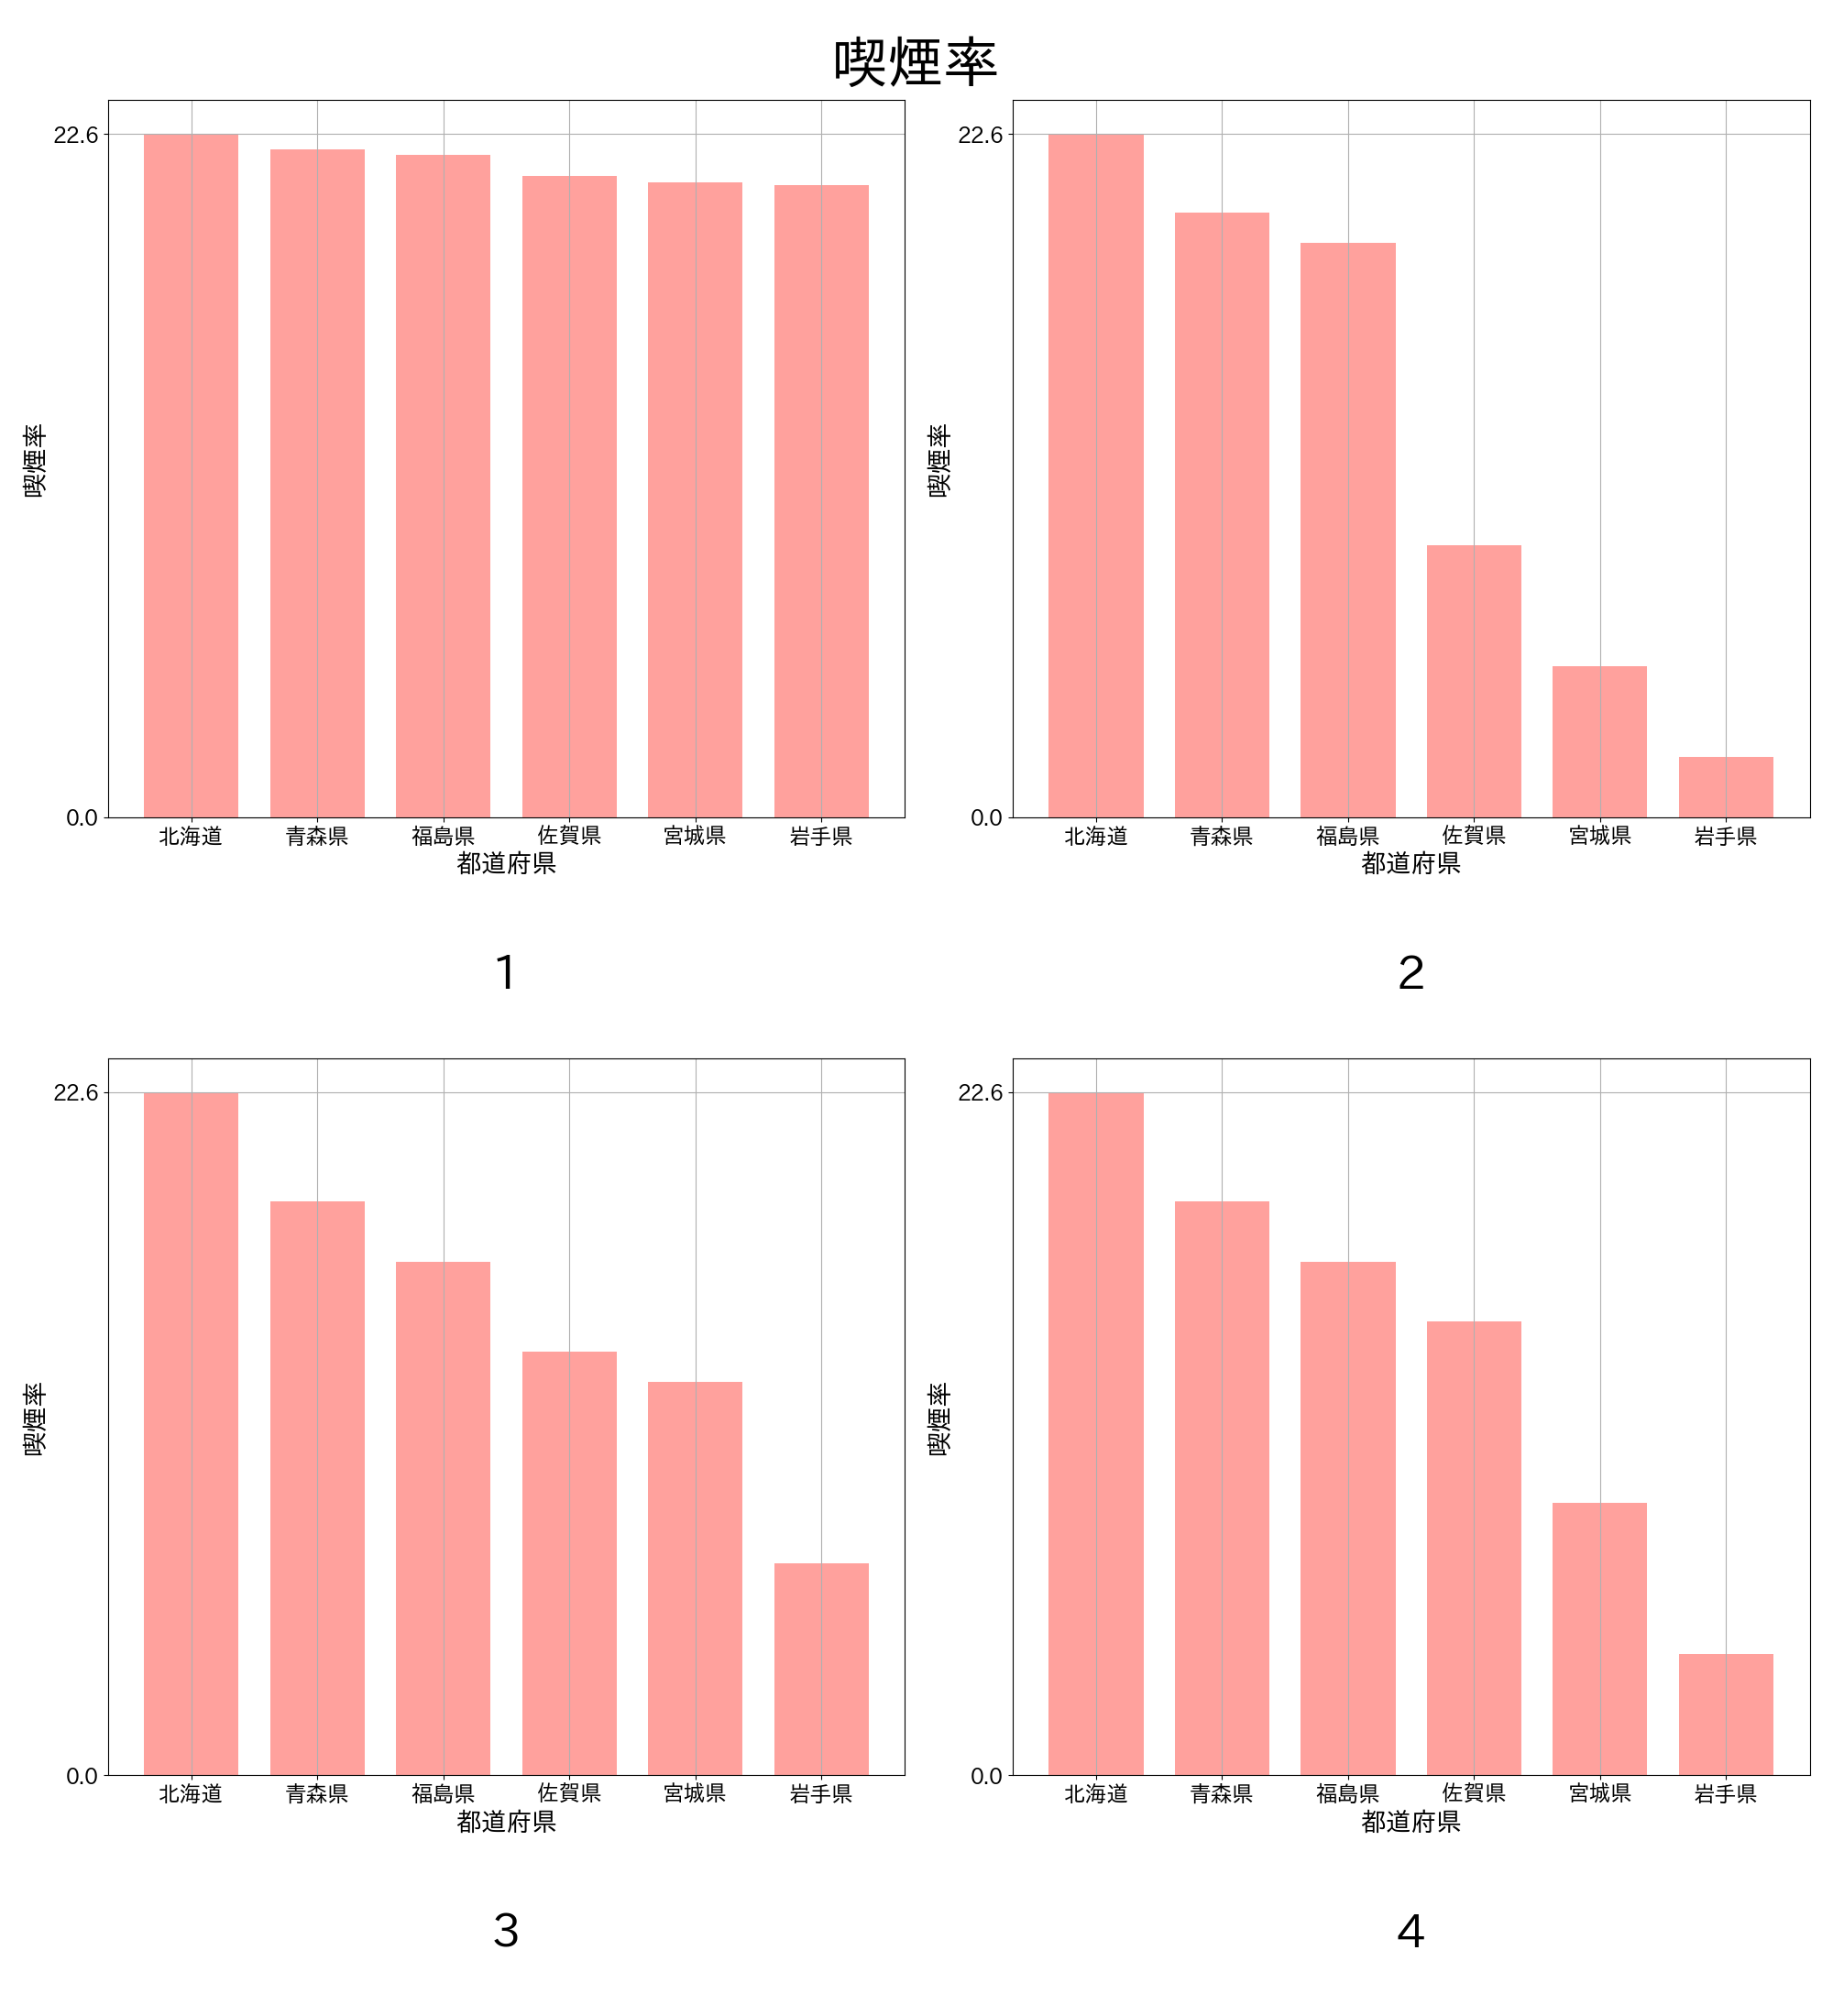 喫煙率
22.6
0.0
喫煙率
北海道 青森県 福島県 佐賀県 宮城県 岩手県
都道府県
1
22.6
0.0
喫煙率
北海道 青森県 福島県 佐賀県 宮城県 岩手県
都道府県
2
22.6
0.0
喫煙率
北海道 青森県 福島県 佐賀県 宮城県 岩手県
都道府県
3
22.6
0.0
喫煙率
北海道 青森県 福島県 佐賀県 宮城県 岩手県
都道府県
4